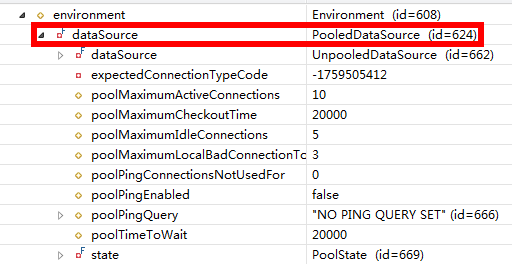 environment Environment (id=608)
dataSource PooledDataSource (id=624)
dataSource UnpooledDataSource (id=662)
expectedConnectionTypeCode -1759505412
poolMaximumActiveConnections 10
poolMaximumCheckoutTime 20000
poolMaximumIdleConnections 5
poolMaximumLocalBadConnectionTo 3
poolPingConnectionsNotUsedFor 0
poolPingEnabled false
poolPingQuery "NO PING QUERY SET" (id=666)
poolTimeToWait 20000
state PoolState (id=669)